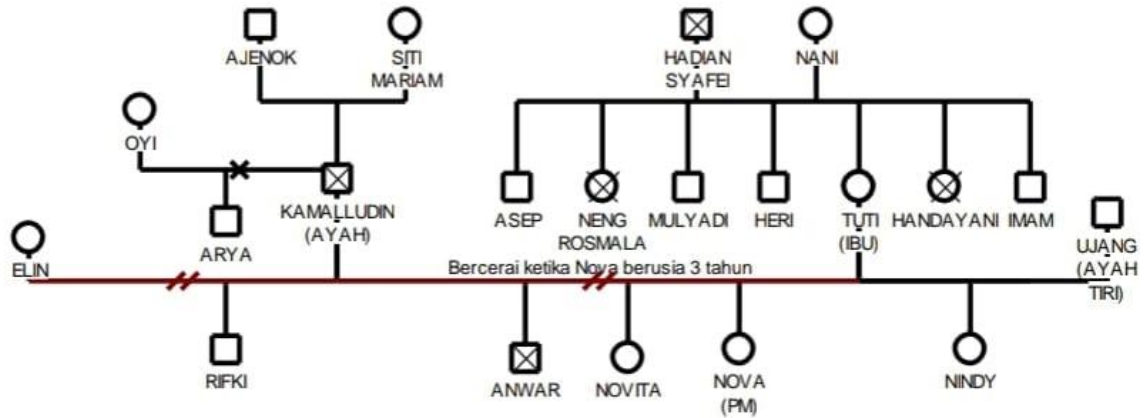 AJENOK
SITI
MARIAM
HADIAN
SYAFEI
NANI
OYI
KAMALLUDIN
(AYAH)
ARYA
ASEP
NENG
ROSMALA
MULYADI
HERI
TUTI
(IBU)
HANDAYANI
IMAM
UJANG
(AYAH
TIRI)
ELIN
Bercerai ketika Nova berusia 3 tahun
RIFKI
ANWAR
NOVITA
NOVA
(PM)
NINDY